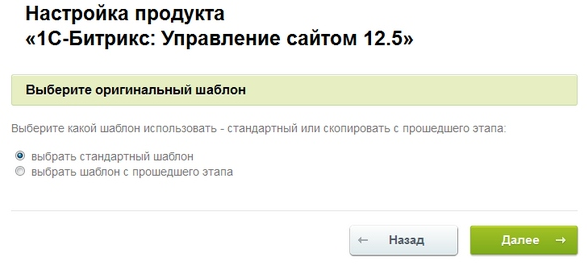 Настройка продукта
«1С-Битрикс: Управление сайтом 12.5»
Выберите оригинальный шаблон
Выберите какой шаблон использовать - стандартный или скопировать с прошедшего этапа:
выбрать стандартный шаблон
выбрать шаблон с прошедшего этапа
← Назад
Далее →